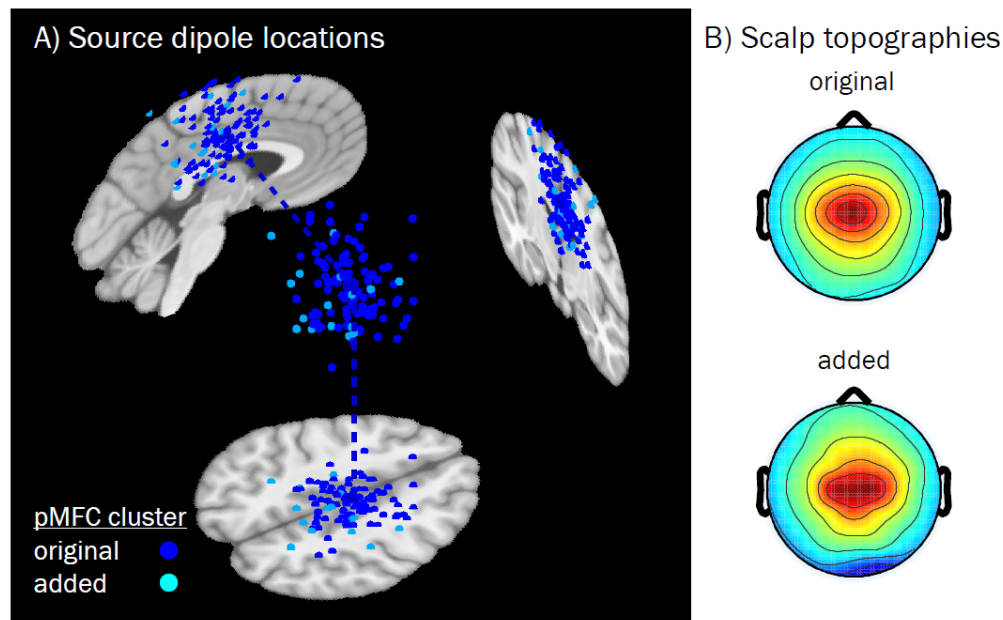 A) Source dipole locations
pMFC cluster
original
added
B) Scalp topographies
original
added